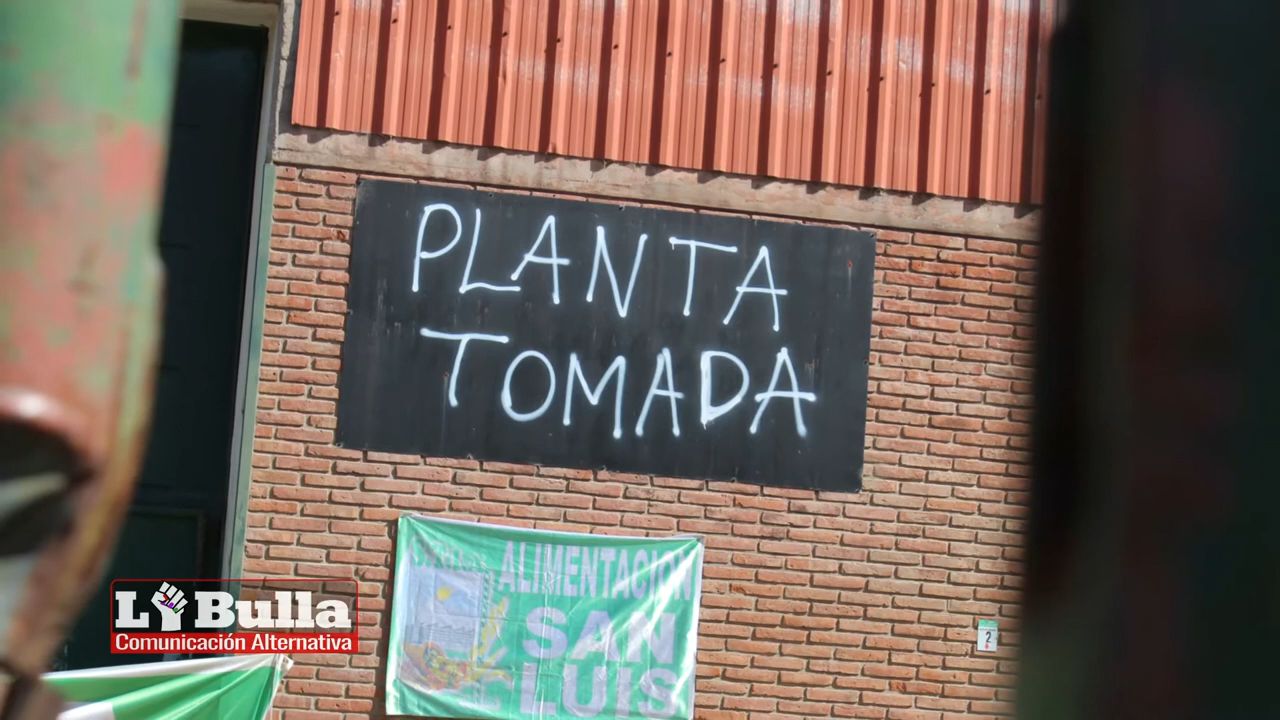 PLANTA
TOMADA
ALIMENTACION
SAN
LUIS
2
La Bulla
Comunicación Alternativa